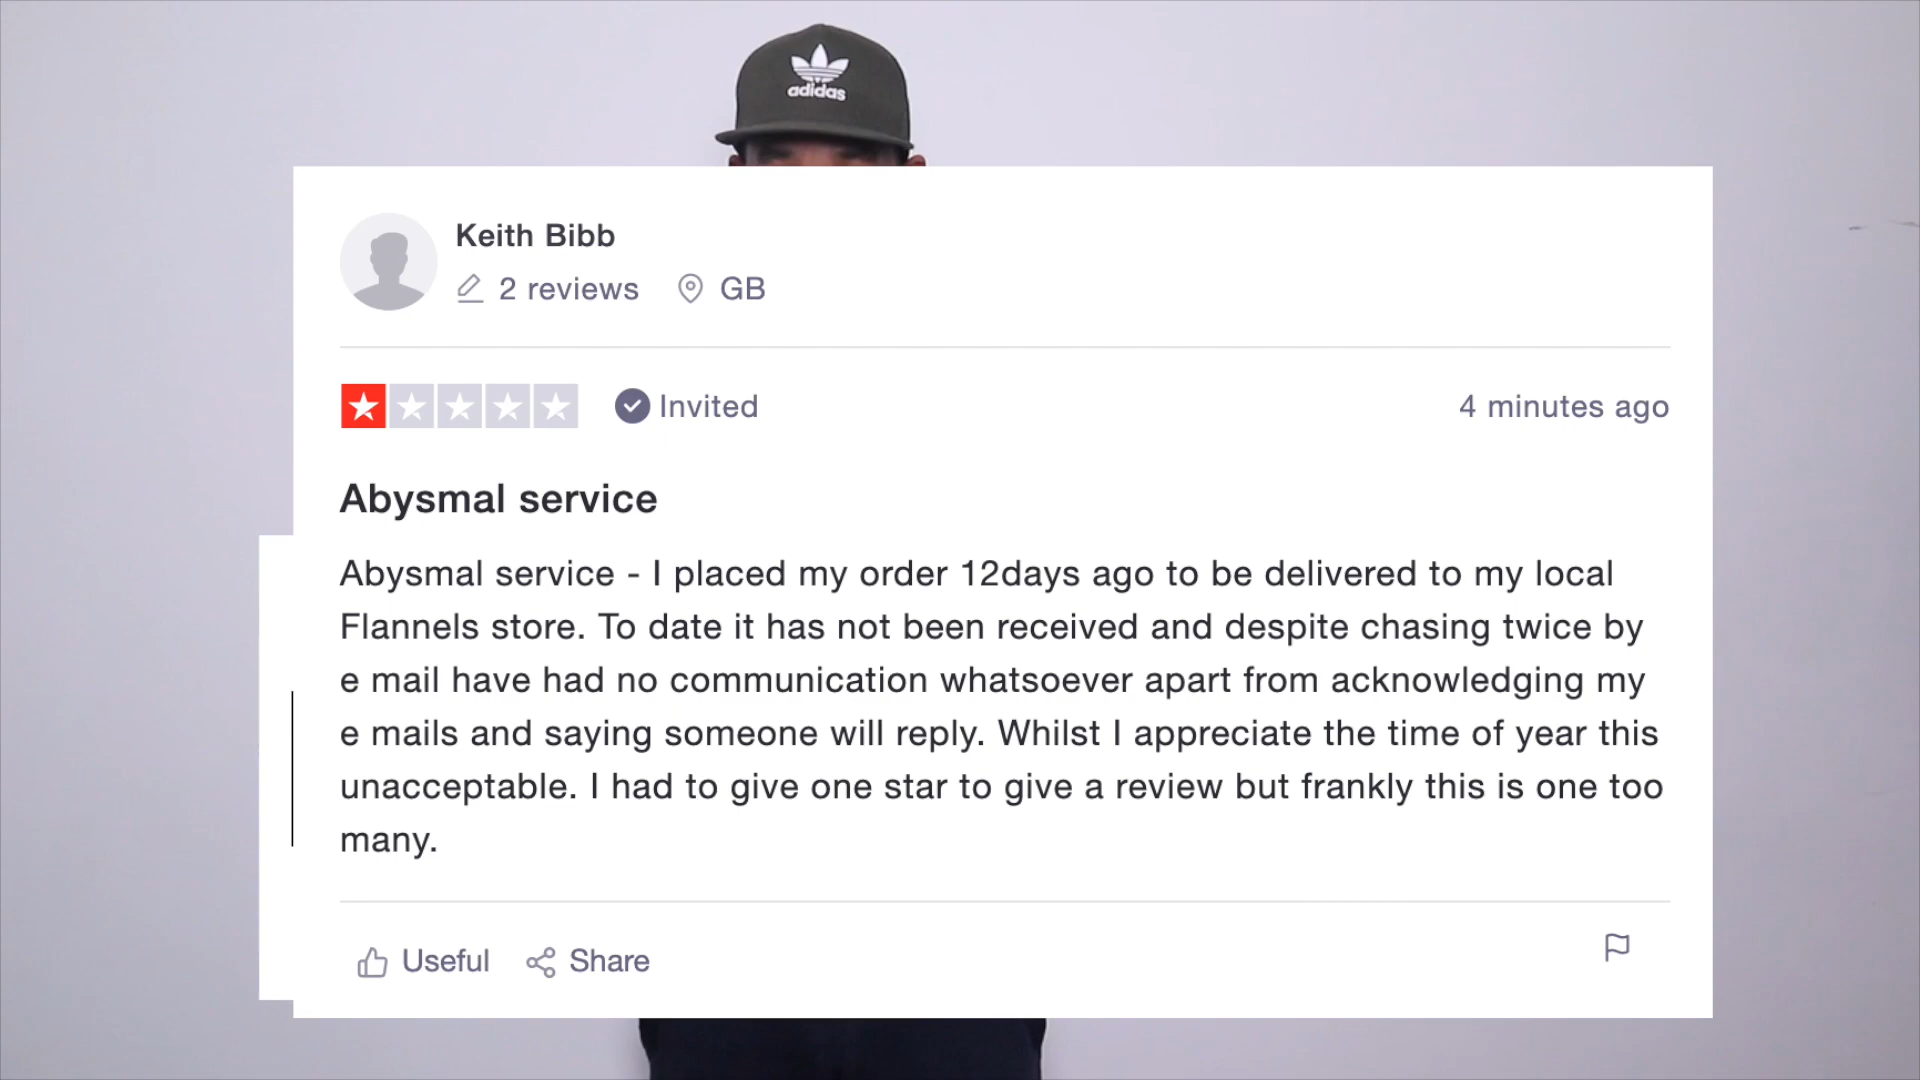 adidas
Keith Bibb
2 reviews GB
Invited 4 minutes ago
Abysmal service
Abysmal service - I placed my order 12days ago to be delivered to my local
Flannels store. To date it has not been received and despite chasing twice by
e mail have had no communication whatsoever apart from acknowledging my
e mails and saying someone will reply. Whilst I appreciate the time of year this
unacceptable. I had to give one star to give a review but frankly this is one too
many.
Useful Share